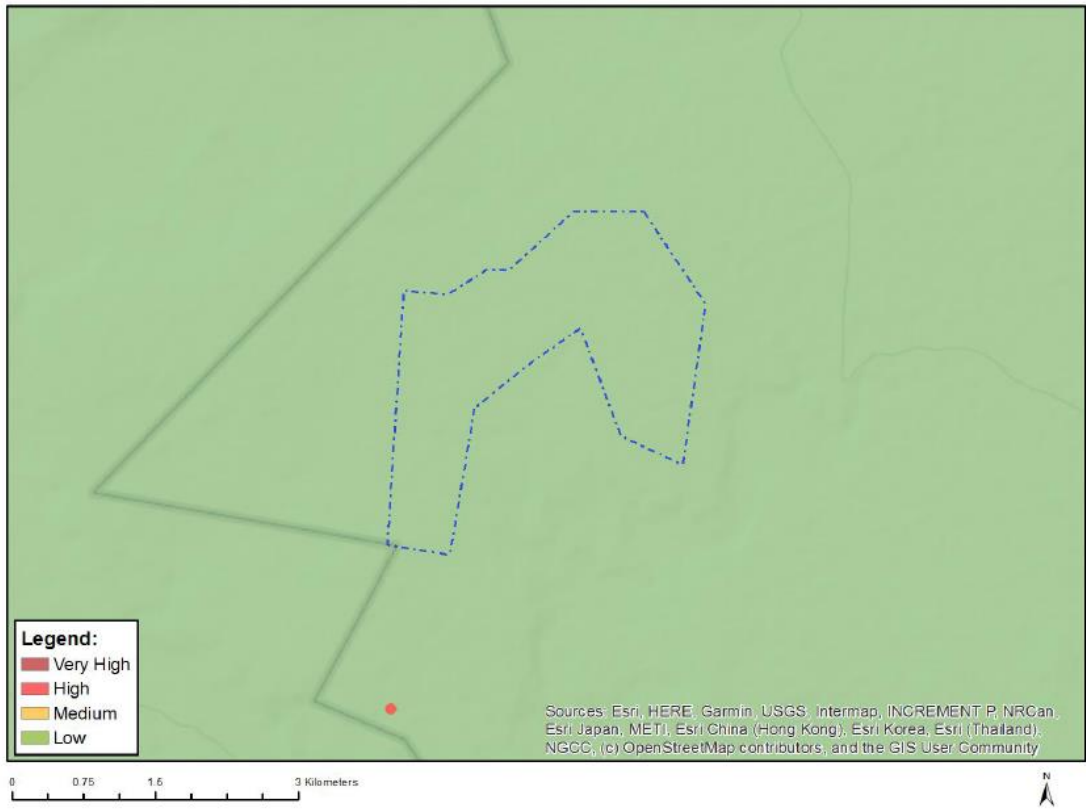 Legend:
Very High
High
Medium
Low
Sources: Esri, HERE, Garmin, USGS, Intermap, INCREMENT P, NRCan,
Esri Japan, METI, Esri China (Hong Kong), Esri Korea, Esri (Thailand),
NGCC, (c) OpenStreetMap contributors, and the GIS User Community
0 0.75 1.5 3 Kilometers
N